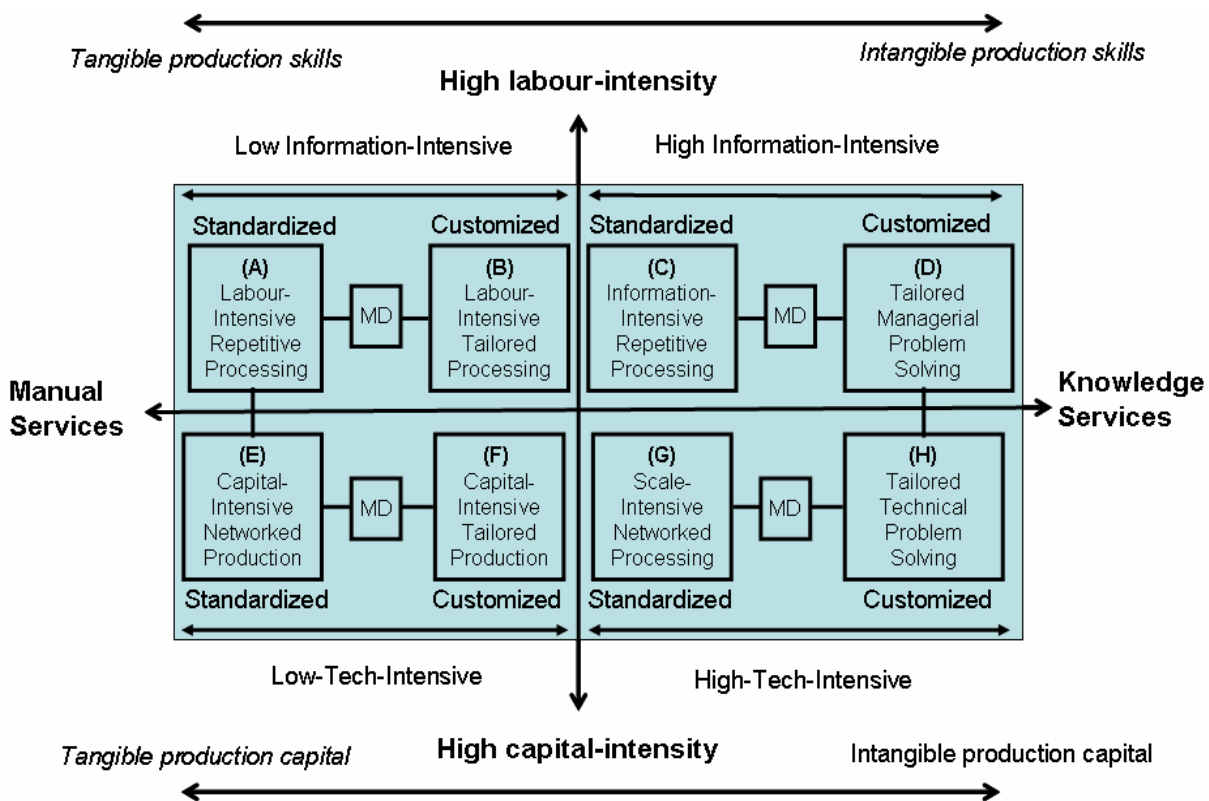 Tangible production skills
Intangible production skills
High labour-intensity
Low Information-Intensive
High Information-Intensive
Standardized
Customized
Standardized
Customized
(A)
Labour-
Intensive
Repetitive
Processing
MD
(B)
Labour-
Intensive
Tailored
Processing
(C)
Information-
Intensive
Repetitive
Processing
MD
(D)
Tailored
Managerial
Problem
Solving
Manual
Services
Knowledge
Services
(E)
Capital-
Intensive
Networked
Production
MD
(F)
Capital-
Intensive
Tailored
Production
(G)
Scale-
Intensive
Networked
Processing
MD
(H)
Tailored
Technical
Problem
Solving
Standardized
Customized
Standardized
Customized
Low-Tech-Intensive
High-Tech-Intensive
Tangible production capital
High capital-intensity
Intangible production capital